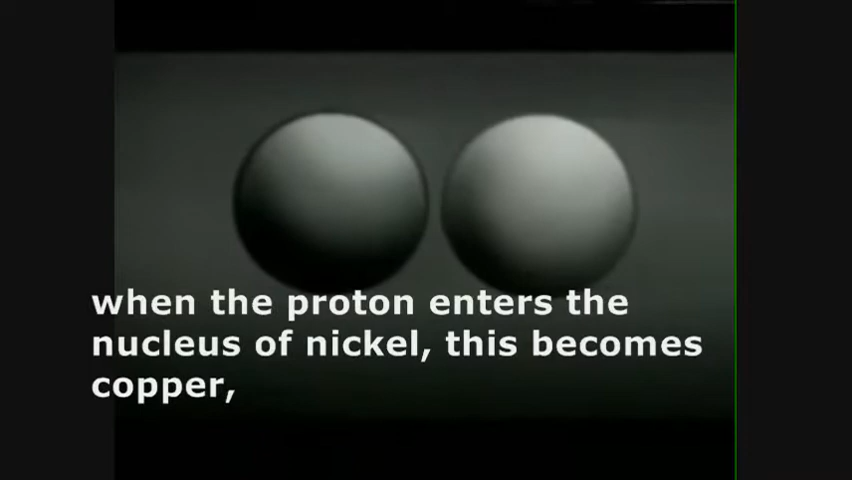 when the proton enters the
nucleus of nickel, this becomes
copper,